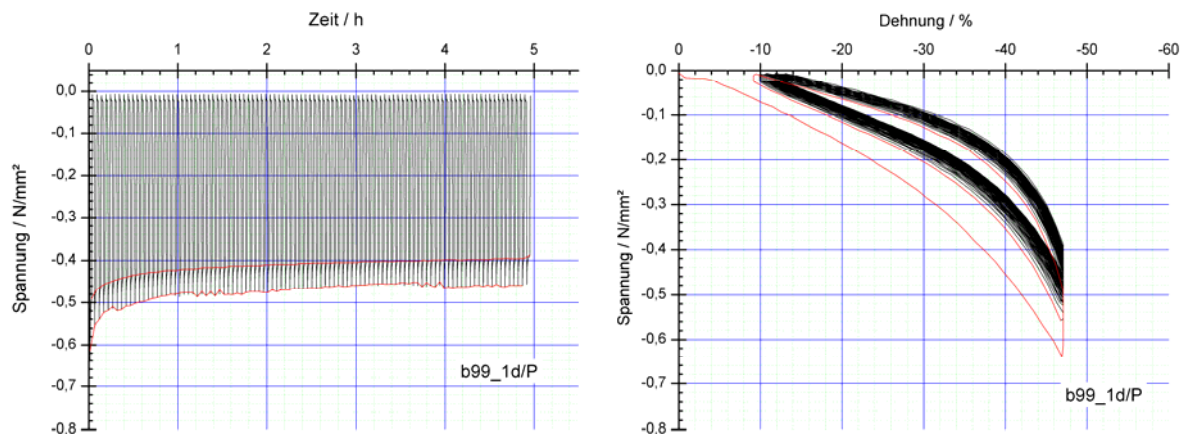 Zeit / h
0 1 2 3 4 5
0,0
-0,1
-0,2
-0,3
-0,4
-0,5
-0,6
-0,7
-0,8
Spannung / N/mm²
b99_1d/P
Dehnung / %
0 -10 -20 -30 -40 -50 -60
0,0
-0,1
-0,2
-0,3
-0,4
-0,5
-0,6
-0,7
-0,8
Spannung / N/mm²
b99_1d/P